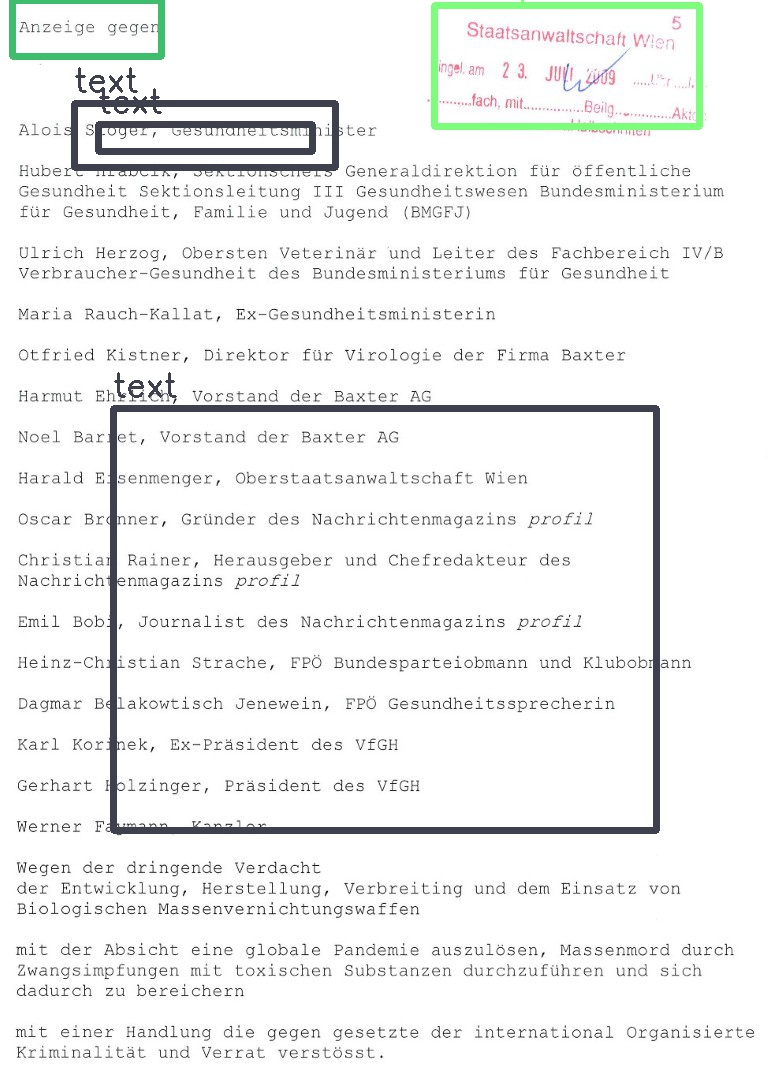 Anzeige gegen
5
Staatsanwaltschaft Wien
ingel. am 23. JULI 2009 Uhr
fach, mit Beilg. Akt
text
text
Alois Stöger, Gesundheitsminister
Hubert Hrabcik, Sektionschefs Generaldirektion für öffentliche
Gesundheit Sektionsleitung III Gesundheitswesen Bundesministerium
für Gesundheit, Familie und Jugend (BMGFJ)
Ulrich Herzog, Obersten Veterinär und Leiter des Fachbereich IV/B
Verbraucher-Gesundheit des Bundesministeriums für Gesundheit
Maria Rauch-Kallat, Ex-Gesundheitsministerin
Otfried Kistner, Direktor für Virologie der Firma Baxter
text
Harmut Ehrlich, Vorstand der Baxter AG
Noel Barret, Vorstand der Baxter AG
Harald Eisenmenger, Oberstaatsanwaltschaft Wien
Oscar Bronner, Gründer des Nachrichtenmagazins profil
Christian Rainer, Herausgeber und Chefredakteur des
Nachrichtenmagazins profil
Emil Bobi, Journalist des Nachrichtenmagazins profil
Heinz-Christian Strache, FPÖ Bundesparteiobmann und Klubobmann
Dagmar Belakowtisch Jenewein, FPÖ Gesundheitssprecherin
Karl Korinek, Ex-Präsident des VfGH
Gerhart Holzinger, Präsident des VfGH
Werner Faymann, Kanzler
Wegen der dringende Verdacht
der Entwicklung, Herstellung, Verbreiting und dem Einsatz von
Biologischen Massenvernichtungswaffen
mit der Absicht eine globale Pandemie auszulösen, Massenmord durch
Zwangsimpfungen mit toxischen Substanzen durchzuführen und sich
dadurch zu bereichern
mit einer Handlung die gegen gesetzte der international Organisierte
Kriminalität und Verrat verstösst.